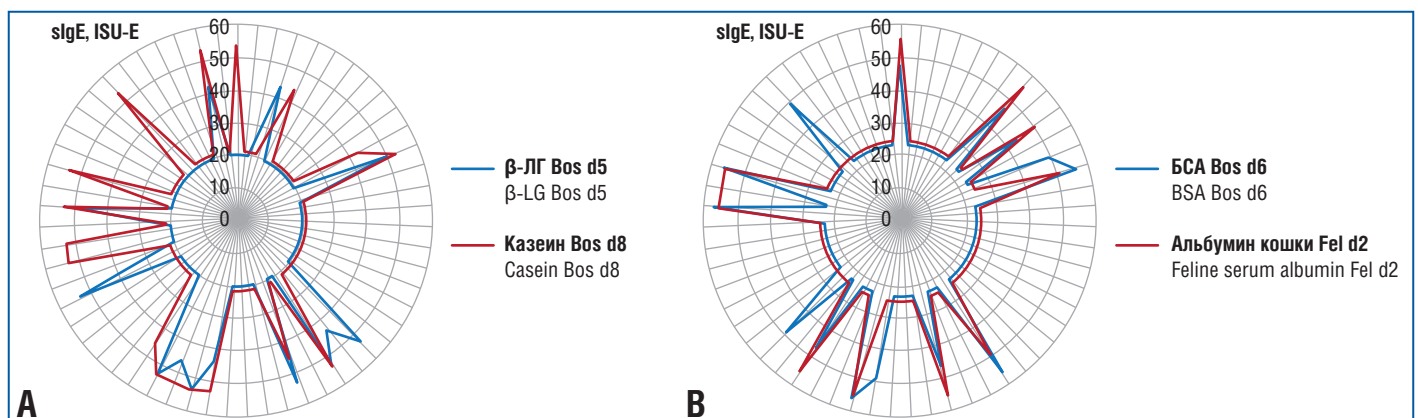 sIgE, ISU-E
60
50
40
30
20
10
0
β-ЛГ Bos d5
β-LG Bos d5
Казеин Bos d8
Casein Bos d8
A
sIgE, ISU-E
60
50
40
30
20
10
0
БСА Bos d6
BSA Bos d6
Альбумин кошки Fel d2
Feline serum albumin Fel d2
B